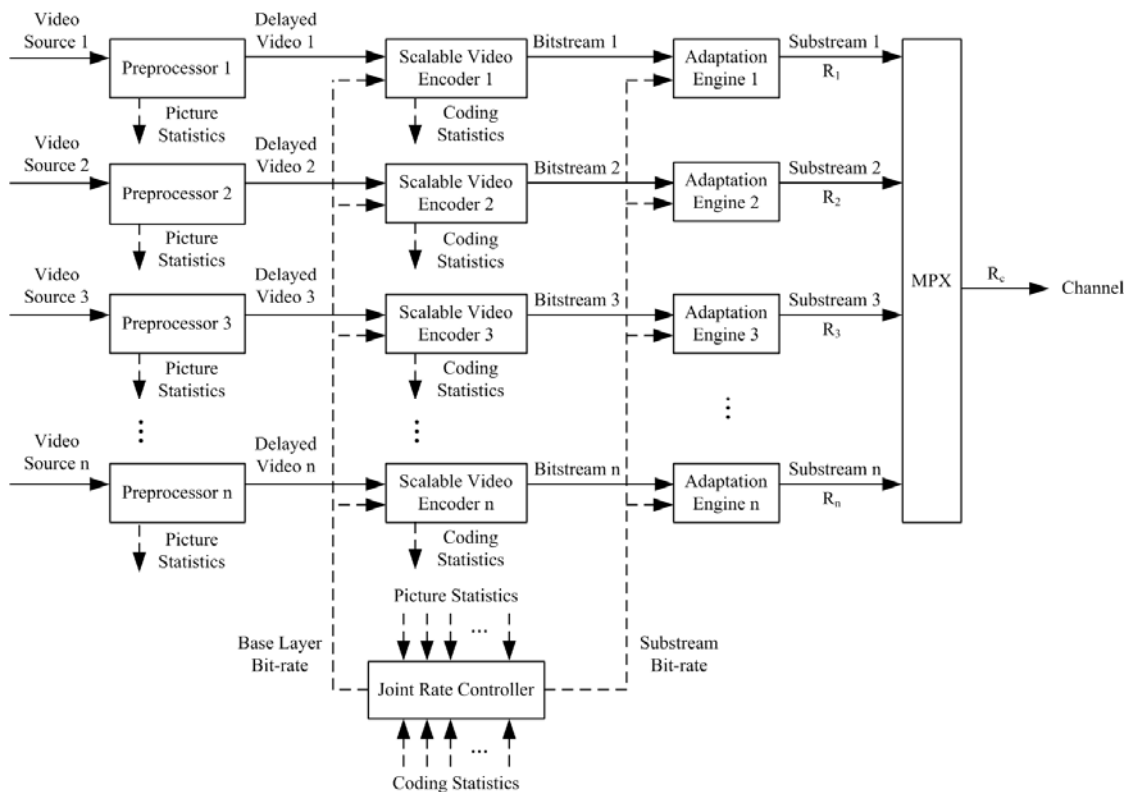 Video
Source 1
Preprocessor 1
Delayed
Video 1
Scalable Video
Encoder 1
Bitstream 1
Adaptation
Engine 1
Substream 1
R1
Picture
Statistics
Coding
Statistics
Video
Source 2
Preprocessor 2
Delayed
Video 2
Scalable Video
Encoder 2
Bitstream 2
Adaptation
Engine 2
Substream 2
R2
Picture
Statistics
Coding
Statistics
Video
Source 3
Preprocessor 3
Delayed
Video 3
Scalable Video
Encoder 3
Bitstream 3
Adaptation
Engine 3
Substream 3
R3
MPX
Rc
Channel
Picture
Statistics
Coding
Statistics
Video
Source n
Preprocessor n
Delayed
Video n
Scalable Video
Encoder n
Bitstream n
Adaptation
Engine n
Substream n
Rn
Picture
Statistics
Coding
Statistics
Picture Statistics
...
Base Layer
Bit-rate
Joint Rate Controller
Substream
Bit-rate
...
Coding Statistics